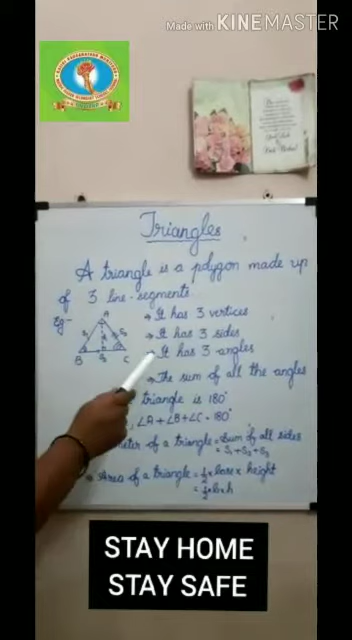 Made with KINEMASTER
Triangles
A triangle is a polygon made up
of 3 line-segments.
Eg-
→ It has 3 vertices
→ It has 3 sides
→ It has 3 angles
→ The sum of all the angles
triangle is 180°
∠A + ∠B + ∠C = 180°
of a triangle = Sum of all sides
= S₁ + S₂ + S₃
→ Area of a triangle = ½ × base × height
= ½ × b × h
A
S₁
S₃
B
S₂
C
STAY HOME
STAY SAFE